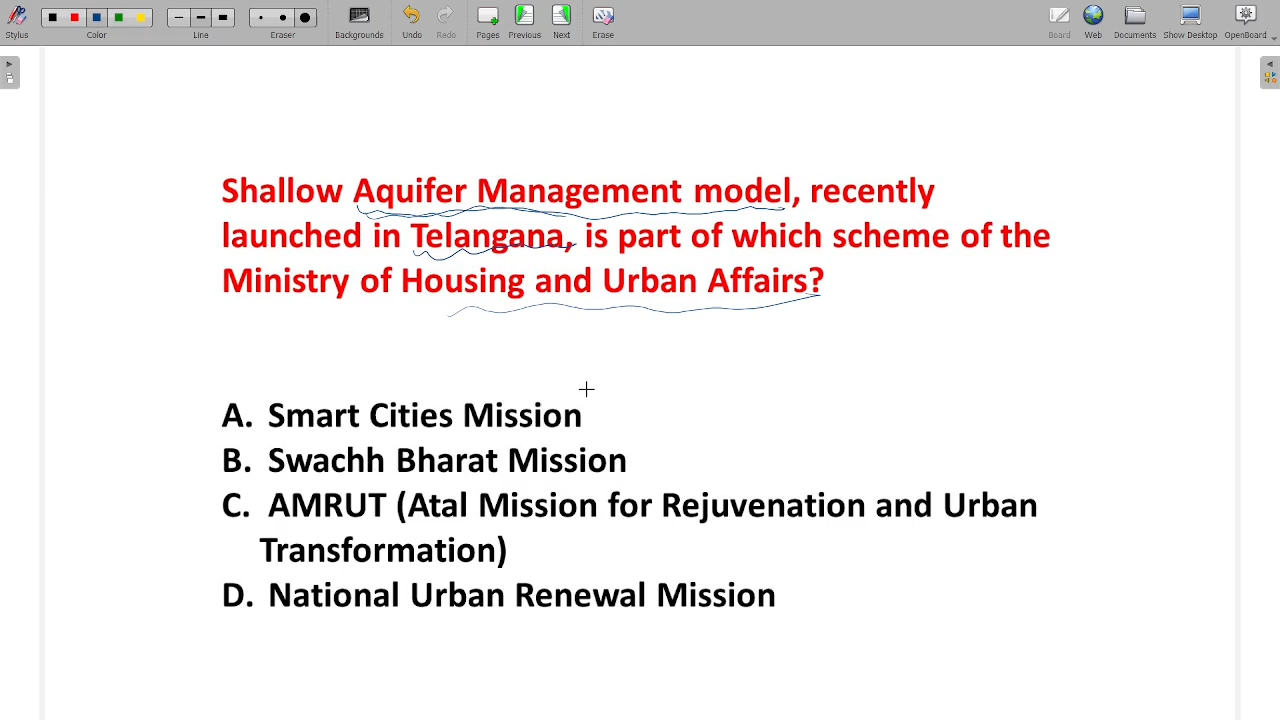 Stylus
Color
Line
Eraser
Backgrounds
Undo
Redo
Pages
Previous
Next
Erase
Board
Web
Documents
Show Desktop
OpenBoard
Shallow Aquifer Management model, recently
launched in Telangana, is part of which scheme of the
Ministry of Housing and Urban Affairs?
A. Smart Cities Mission
B. Swachh Bharat Mission
C. AMRUT (Atal Mission for Rejuvenation and Urban
Transformation)
D. National Urban Renewal Mission